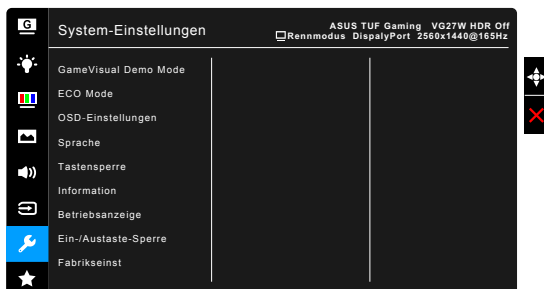 G
System-Einstellungen
ASUS TUF Gaming VG27W HDR Off
Rennmodus DispalyPort 2560x1440@165Hz
GameVisual Demo Mode
ECO Mode
OSD-Einstellungen
Sprache
Tastensperre
Information
Betriebsanzeige
Ein-/Austaste-Sperre
Fabrikseinst